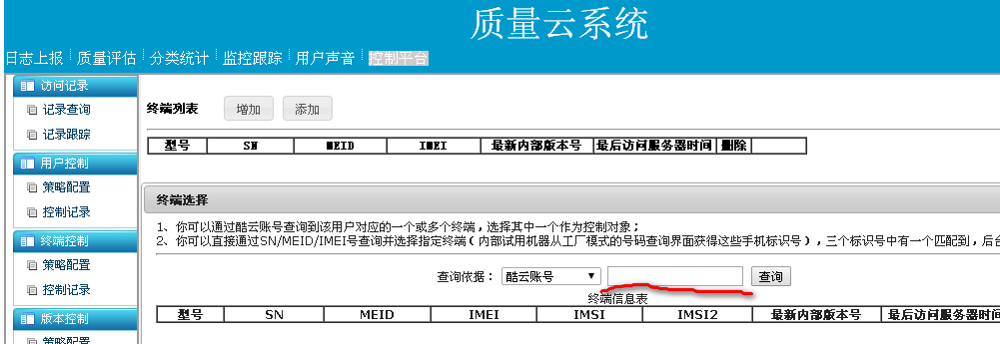 质量云系统
日志上报 质量评估 分类统计 监控跟踪 用户声音 控制平台
访问记录
记录查询
记录跟踪
用户控制
策略配置
控制记录
终端控制
策略配置
控制记录
版本控制
策略配置
终端列表 增加 添加
型号 SN MEID IMEI 最新内部版本号 最后访问服务器时间 删除
终端选择
1、你可以通过酷云账号查询到该用户对应的一个或多个终端，选择其中一个作为控制对象；
2、你可以直接通过SN/MEID/IMEI号查询并选择指定终端（内部试用机器从工厂模式的号码查询界面获得这些手机标识号），三个标识号中有一个匹配到，后台
查询依据： 酷云账号 查询
终端信息表
型号 SN MEID IMEI IMSI IMSI2 最新内部版本号 最后访问服务器时间